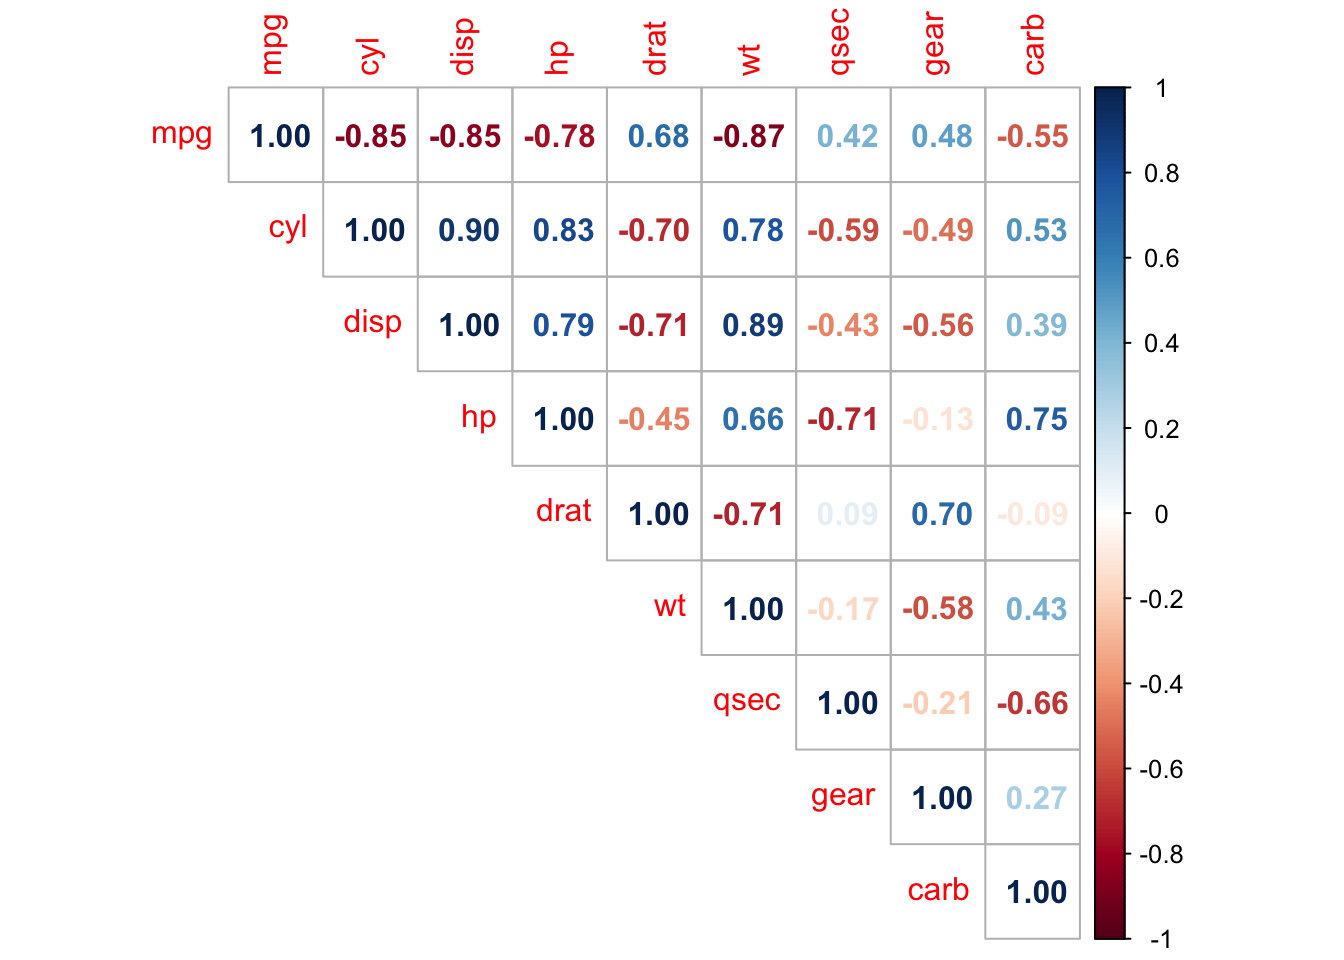 mpg cyl disp hp drat wt qsec gear carb
mpg 1.00 -0.85 -0.85 -0.78 0.68 -0.87 0.42 0.48 -0.55
cyl 1.00 0.90 0.83 -0.70 0.78 -0.59 -0.49 0.53
disp 1.00 0.79 -0.71 0.89 -0.43 -0.56 0.39
hp 1.00 -0.45 0.66 -0.71 -0.13 0.75
drat 1.00 -0.71 0.09 0.70 -0.09
wt 1.00 -0.17 -0.58 0.43
qsec 1.00 -0.21 -0.66
gear 1.00 0.27
carb 1.00
1
0.8
0.6
0.4
0.2
0
-0.2
-0.4
-0.6
-0.8
-1